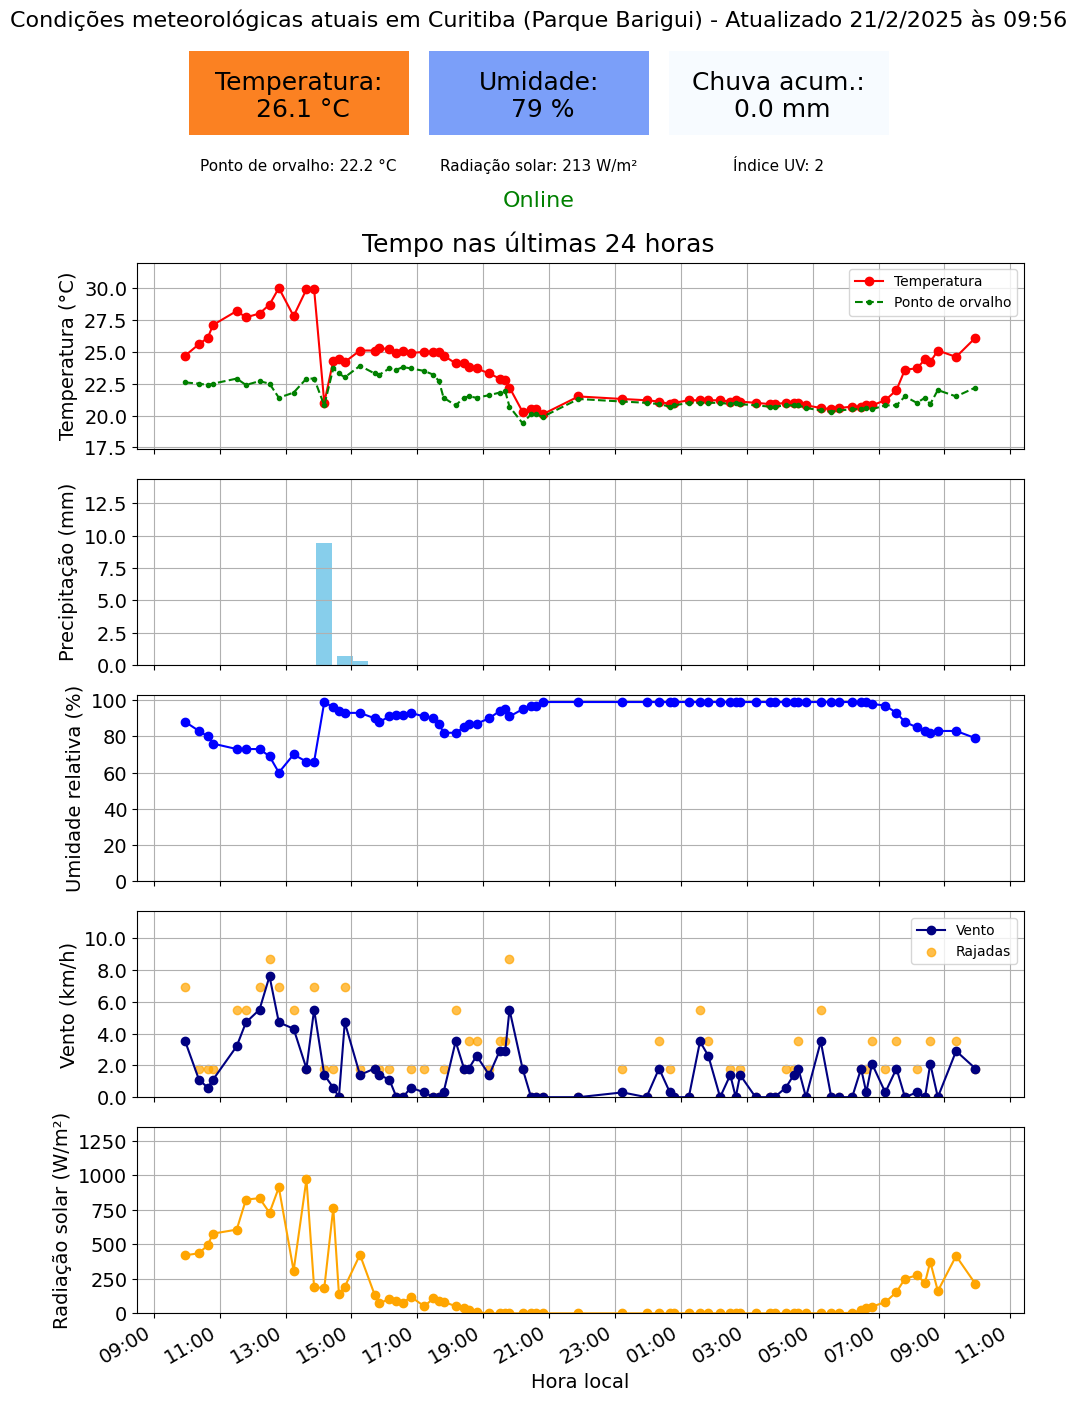 Condições meteorológicas atuais em Curitiba (Parque Barigui) - Atualizado 21/2/2025 às 09:56
Temperatura:
26.1 °C
Umidade:
79 %
Chuva acum.:
0.0 mm
Ponto de orvalho: 22.2 °C
Radiação solar: 213 W/m²
Índice UV: 2
Online
Tempo nas últimas 24 horas
Temperatura (°C)
30.0
27.5
25.0
22.5
20.0
17.5
Temperatura
Ponto de orvalho
Precipitação (mm)
12.5
10.0
7.5
5.0
2.5
0.0
Umidade relativa (%)
100
80
60
40
20
0
Vento (km/h)
10.0
8.0
6.0
4.0
2.0
0.0
Vento
Rajadas
Radiação solar (W/m²)
1250
1000
750
500
250
0
09:00
11:00
13:00
15:00
17:00
19:00
21:00
23:00
01:00
03:00
05:00
07:00
09:00
11:00
Hora local